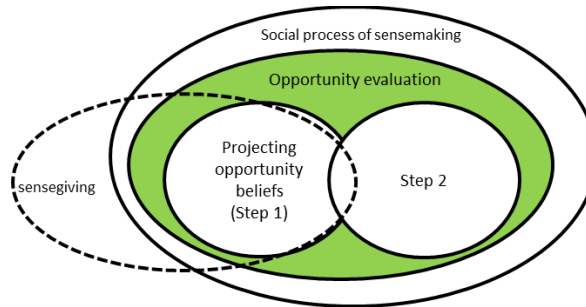 Social process of sensemaking
Opportunity evaluation
sensegiving
Projecting
opportunity
beliefs
(Step 1)
Step 2